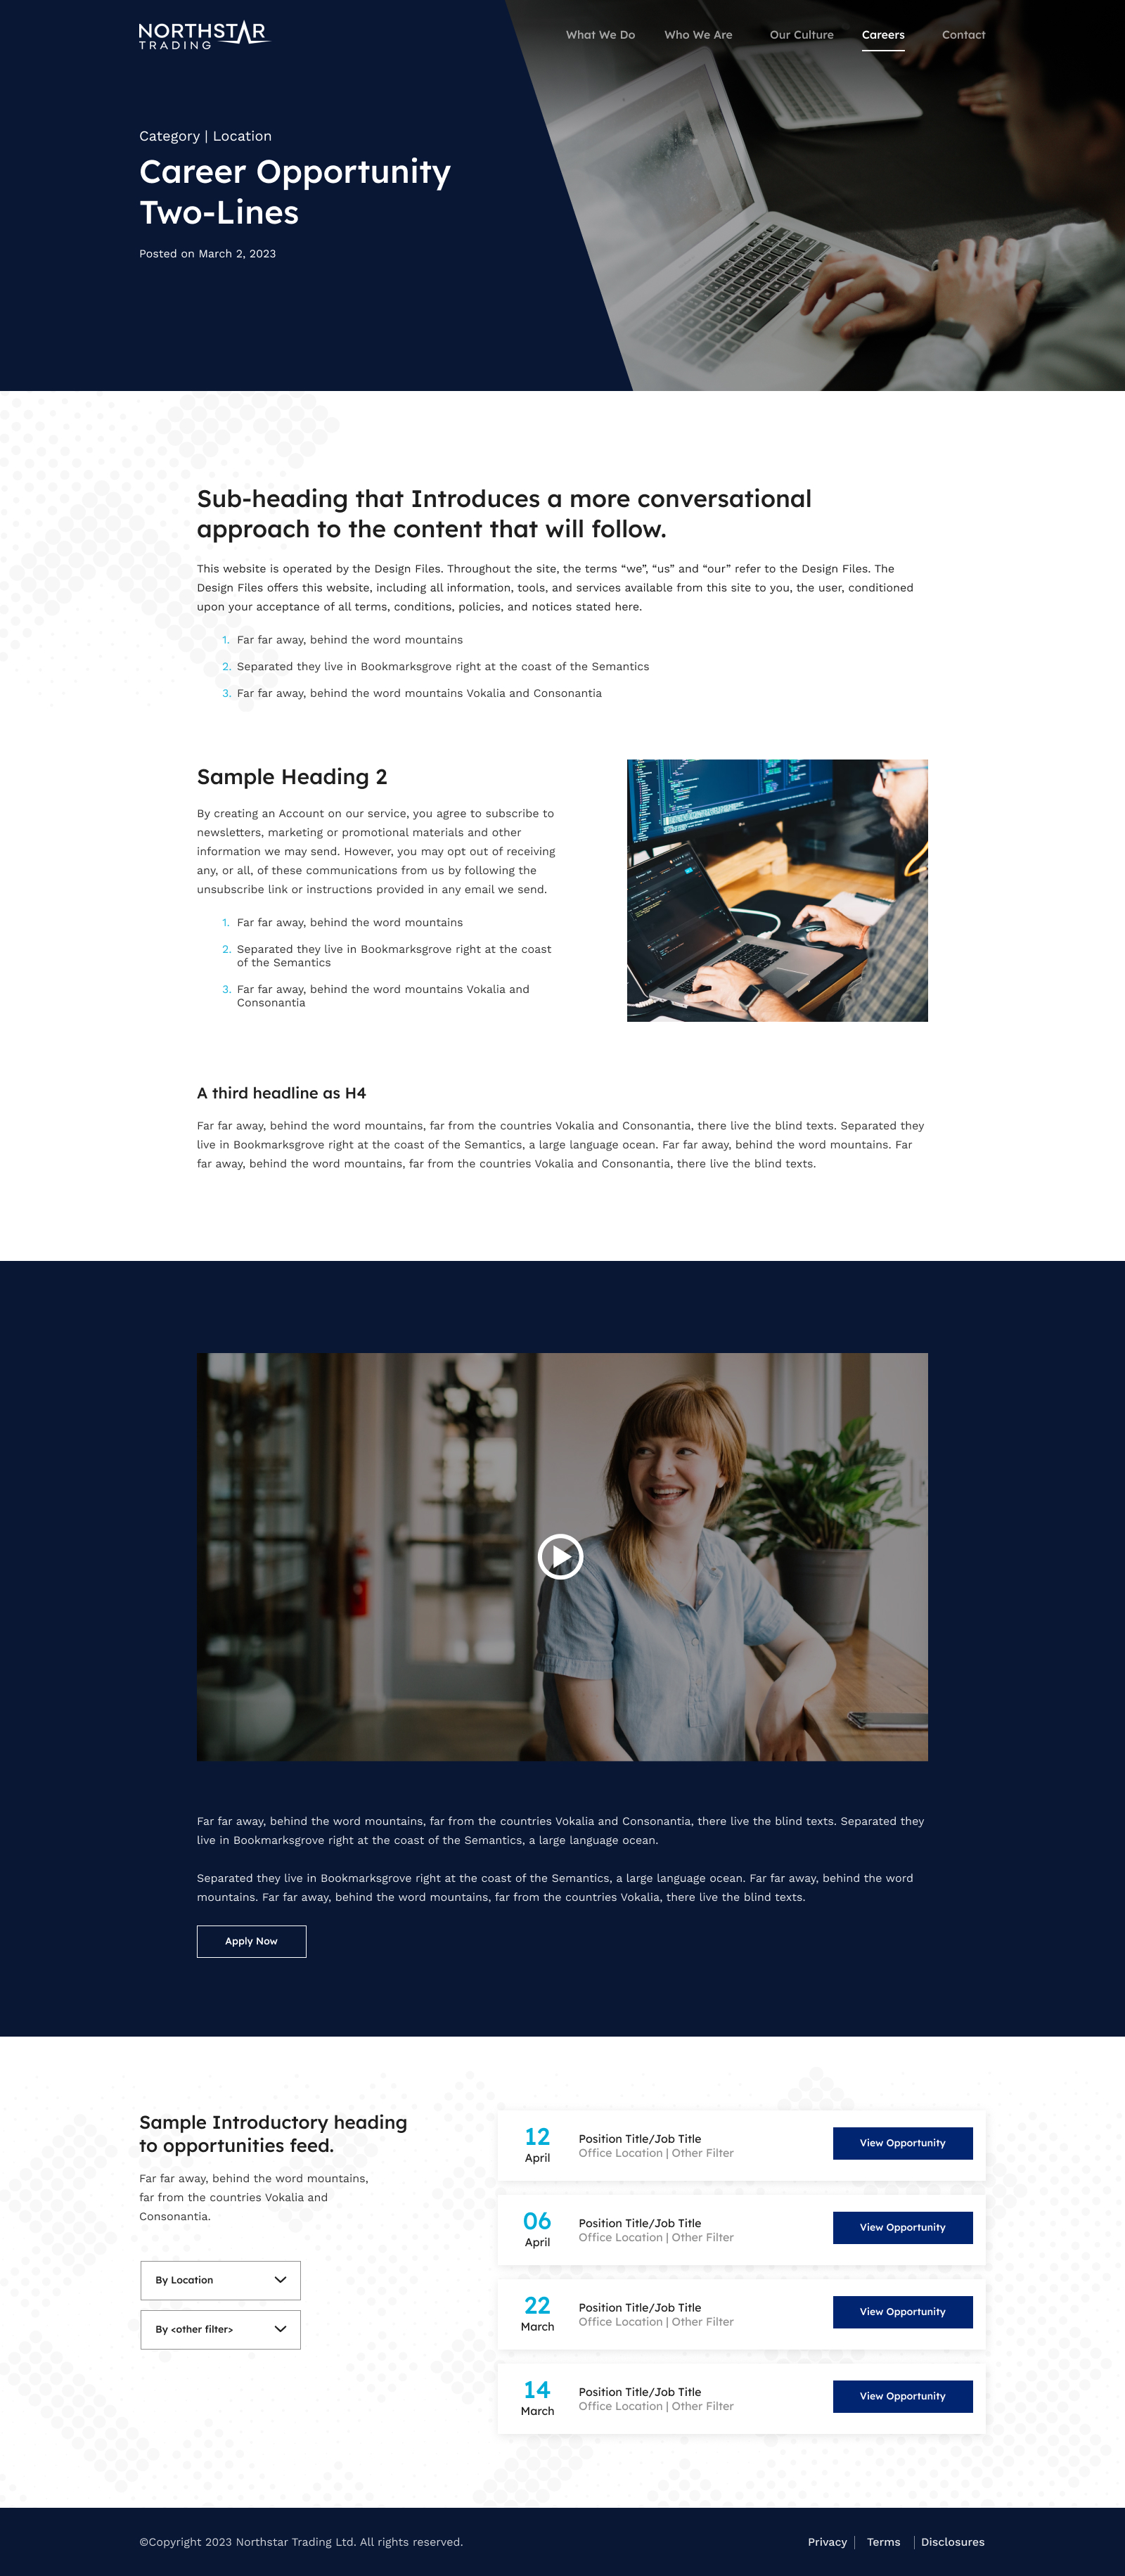 NORTHSTAR
TRADING
What We Do
Who We Are
Our Culture
Careers
Contact
Category | Location
Career Opportunity
Two-Lines
Posted on March 2, 2023
Sub-heading that Introduces a more conversational
approach to the content that will follow.
This website is operated by the Design Files. Throughout the site, the terms “we”, “us” and “our” refer to the Design Files. The
Design Files offers this website, including all information, tools, and services available from this site to you, the user, conditioned
upon your acceptance of all terms, conditions, policies, and notices stated here.
1. Far far away, behind the word mountains
2. Separated they live in Bookmarksgrove right at the coast of the Semantics
3. Far far away, behind the word mountains Vokalia and Consonantia
Sample Heading 2
By creating an Account on our service, you agree to subscribe to
newsletters, marketing or promotional materials and other
information we may send. However, you may opt out of receiving
any, or all, of these communications from us by following the
unsubscribe link or instructions provided in any email we send.
1. Far far away, behind the word mountains
2. Separated they live in Bookmarksgrove right at the coast
of the Semantics
3. Far far away, behind the word mountains Vokalia and
Consonantia
A third headline as H4
Far far away, behind the word mountains, far from the countries Vokalia and Consonantia, there live the blind texts. Separated they
live in Bookmarksgrove right at the coast of the Semantics, a large language ocean. Far far away, behind the word mountains. Far
far away, behind the word mountains, far from the countries Vokalia and Consonantia, there live the blind texts.
Far far away, behind the word mountains, far from the countries Vokalia and Consonantia, there live the blind texts. Separated they
live in Bookmarksgrove right at the coast of the Semantics, a large language ocean.
Separated they live in Bookmarksgrove right at the coast of the Semantics, a large language ocean. Far far away, behind the word
mountains. Far far away, behind the word mountains, far from the countries Vokalia, there live the blind texts.
Apply Now
Sample Introductory heading
to opportunities feed.
Far far away, behind the word mountains,
far from the countries Vokalia and
Consonantia.
By Location
By <other filter>
12
April
Position Title/Job Title
Office Location | Other Filter
View Opportunity
06
April
Position Title/Job Title
Office Location | Other Filter
View Opportunity
22
March
Position Title/Job Title
Office Location | Other Filter
View Opportunity
14
March
Position Title/Job Title
Office Location | Other Filter
View Opportunity
©Copyright 2023 Northstar Trading Ltd. All rights reserved.
Privacy | Terms | Disclosures